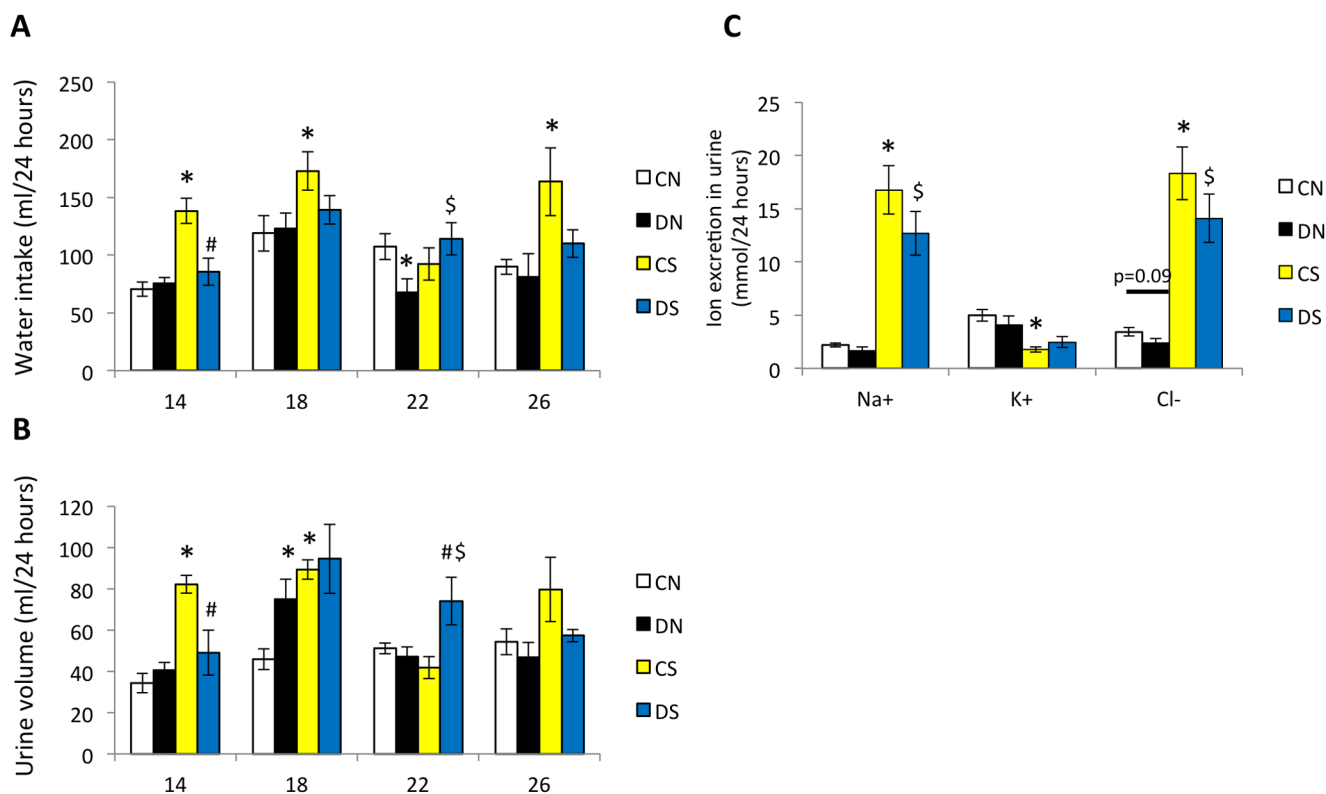 A
Water intake (ml/24 hours)
250
200
150
100
50
0
*
#
*
*
$
*
14 18 22 26
CN
DN
CS
DS
B
Urine volume (ml/24 hours)
120
100
80
60
40
20
0
*
#
*
*
#$
14 18 22 26
CN
DN
CS
DS
C
Ion excretion in urine
(mmol/24 hours)
25
20
15
10
5
0
*
$
*
p=0.09
*
$
Na+ K+ Cl-
CN
DN
CS
DS